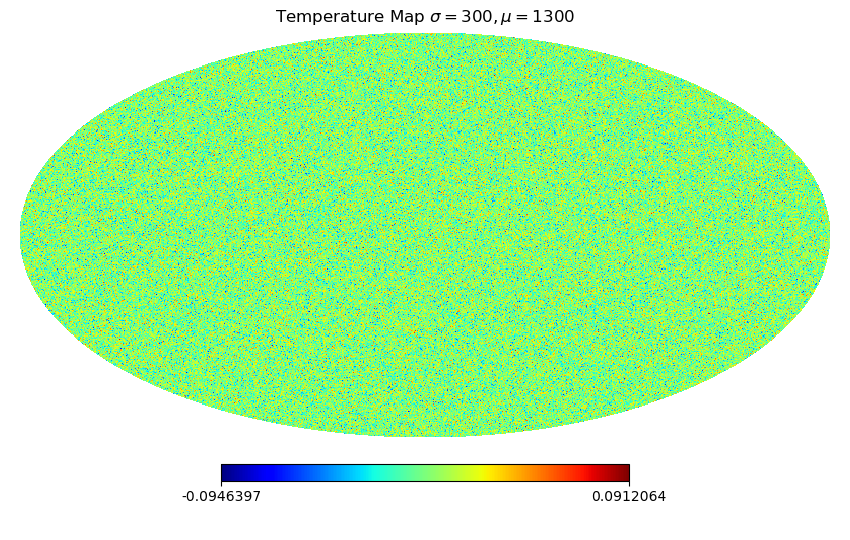 Temperature Map σ = 300, μ = 1300
-0.0946397 0.0912064